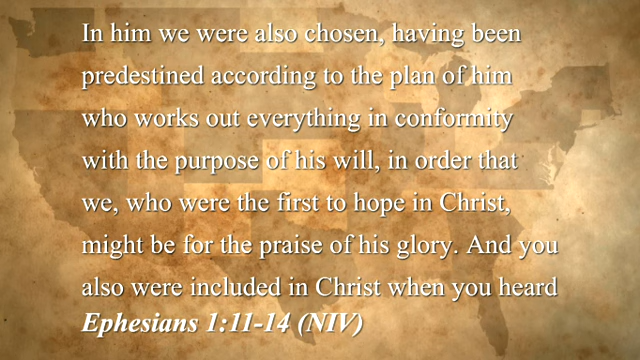 In him we were also chosen, having been
predestined according to the plan of him
who works out everything in conformity
with the purpose of his will, in order that
we, who were the first to hope in Christ,
might be for the praise of his glory. And you
also were included in Christ when you heard
Ephesians 1:11-14 (NIV)